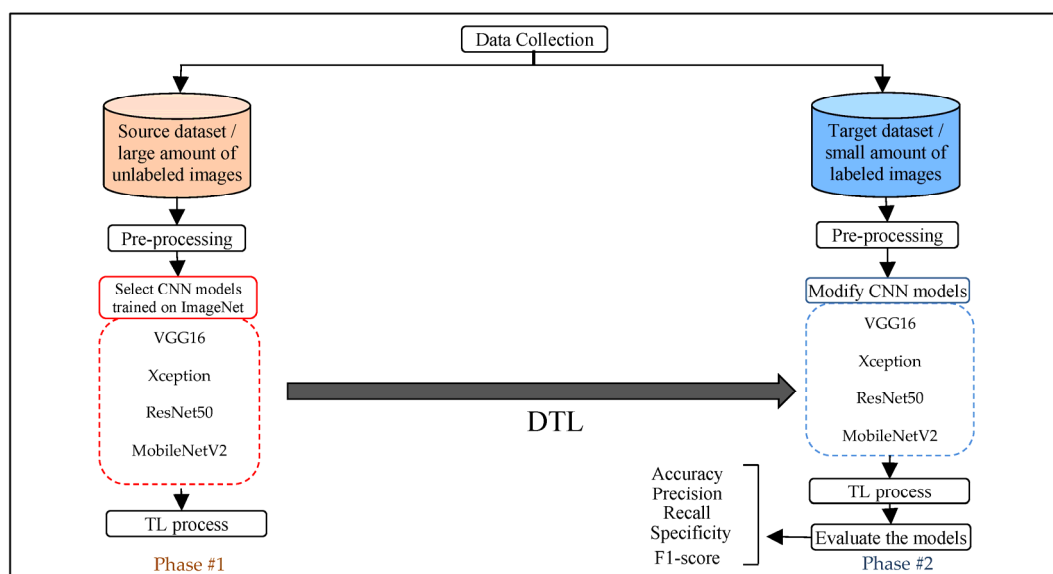 Data Collection
Source dataset /
large amount of
unlabeled images
Pre-processing
Select CNN models
trained on ImageNet
VGG16
Xception
ResNet50
MobileNetV2
TL process
Phase #1
DTL
Target dataset /
small amount of
labeled images
Pre-processing
Modify CNN models
VGG16
Xception
ResNet50
MobileNetV2
TL process
Evaluate the models
Accuracy
Precision
Recall
Specificity
F1-score
Phase #2